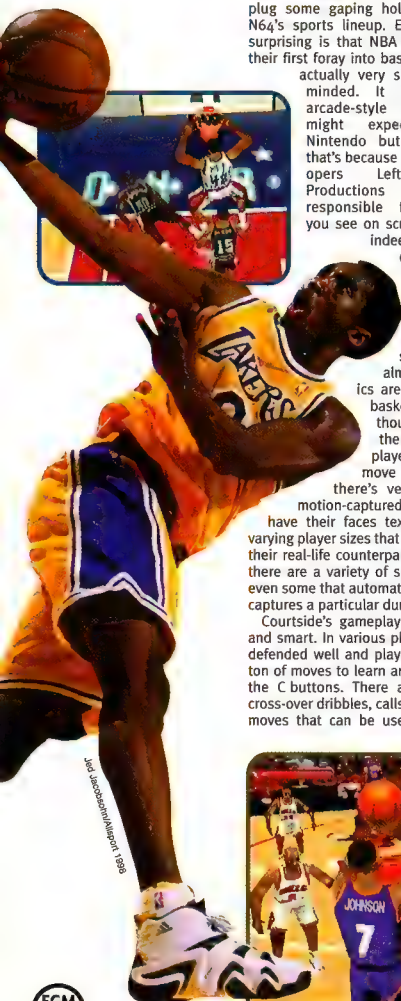 plug some gaping hol
N64's sports lineup. E
surprising is that NBA
their first foray into bas
actually very s
minded. It
arcade-style
might expec
Nintendo but
that's because
opers Left
Productions
responsible f
you see on scr
indee
s
alm
ics are
baske
thou
the
playe
move
there's ve
motion-captured
have their faces tex
varying player sizes that
their real-life counterpa
there are a variety of s
even some that automat
captures a particular dur
Courtside's gameplay
and smart. In various pl
defended well and play
ton of moves to learn ar
the C buttons. There a
cross-over dribbles, calls
moves that can be use
LAKERS
15
Jed Jacobsohn/Allsport 1996
JOHNSON
7
EGM